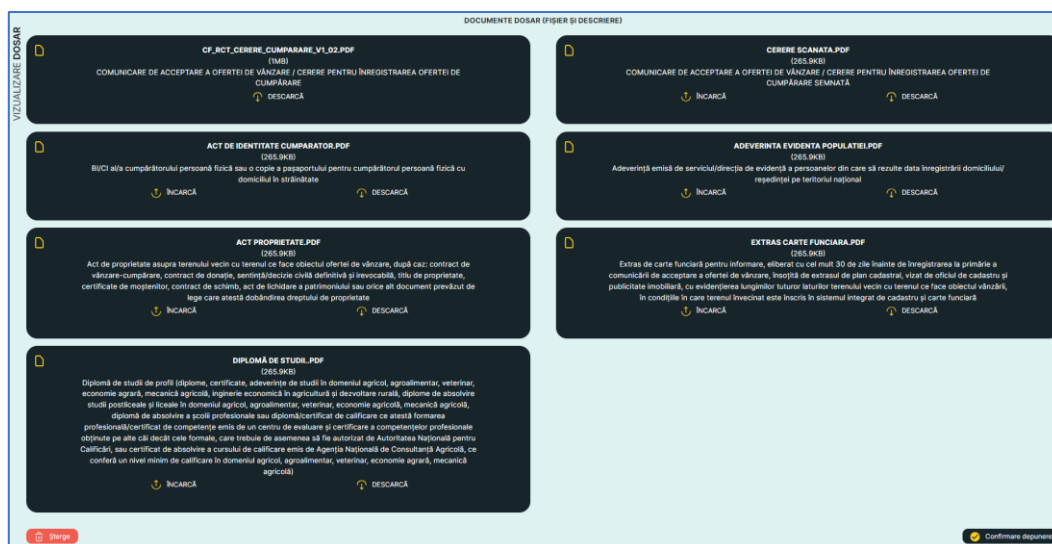 DOCUMENTE DOSAR (FIȘIER ȘI DESCRIERE)
VIZUALIZARE DOSAR
CF_RCT_CERERE_CUMPARARE_V1_02.PDF
(1MB)
COMUNICARE DE ACCEPTARE A OFERTEI DE VÂNZARE / CERERE PENTRU ÎNREGISTRAREA OFERTEI DE
CUMPĂRARE
DESCARCĂ
CERERE SCANATA.PDF
(265.9KB)
COMUNICARE DE ACCEPTARE A OFERTEI DE VÂNZARE / CERERE PENTRU ÎNREGISTRAREA OFERTEI DE
CUMPĂRARE SEMNATĂ
ÎNCARCĂ DESCARCĂ
ACT DE IDENTITATE CUMPARATOR.PDF
(265.9KB)
BI/CI al/a cumpărătorului persoană fizică sau o copie a pașaportului pentru cumpărătorul persoană fizică cu
domiciliul în străinătate
ÎNCARCĂ DESCARCĂ
ADEVERINTA EVIDENTA POPULATIEI.PDF
(265.9KB)
Adeverință emisă de serviciul/direcția de evidență a persoanelor din care să rezulte data înregistrării domiciliului/
reședinței pe teritoriul național
ÎNCARCĂ DESCARCĂ
ACT PROPRIETATE.PDF
(265.9KB)
Act de proprietate asupra terenului vecin cu terenul ce face obiectul ofertei de vânzare, după caz: contract de
vânzare-cumpărare, contract de donație, sentință/decizie civilă definitivă și irevocabilă, titlu de proprietate,
certificate de moștenitor, contract de schimb, act de lichidare a patrimoniului sau orice alt document prevăzut de
lege care atestă dobândirea dreptului de proprietate
ÎNCARCĂ DESCARCĂ
EXTRAS CARTE FUNCIARA.PDF
(265.9KB)
Extras de carte funciară pentru informare, eliberat cu cel mult 30 de zile înainte de înregistrarea la primărie a
comunicării de acceptare a ofertei de vânzare, însoțită de extrasul de plan cadastral, vizat de oficiul de cadastru și
publicitate imobiliară, cu evidențierea lungimilor tuturor laturilor terenului vecin cu terenul ce face obiectul vânzării,
în condițiile în care terenul învecinat este înscris în sistemul integrat de cadastru și carte funciară
ÎNCARCĂ DESCARCĂ
DIPLOMĂ DE STUDII..PDF
(265.9KB)
Diplomă de studii de profil (diplome, certificate, adeverințe de studii în domeniul agricol, agroalimentar, veterinar,
economie agrară, mecanică agricolă, inginerie economică în agricultură și dezvoltare rurală, diplome de absolvire
studii postliceale și liceale în domeniul agricol, agroalimentar, veterinar, economie agricolă, mecanică agricolă,
diplomă de absolvire a școlii profesionale sau diplomă/certificat de calificare ce atestă formarea
profesională/certificat de competențe emis de un centru de evaluare și certificare a competențelor profesionale
obținute pe alte căi decât cele formale, care trebuie de asemenea să fie autorizat de Autoritatea Națională pentru
Calificări, sau certificat de absolvire a cursului de calificare emis de Agenția Națională de Consultanță Agricolă, ce
conferă un nivel minim de calificare în domeniul agricol, agroalimentar, veterinar, economie agrară, mecanică
agricolă)
ÎNCARCĂ DESCARCĂ
Șterge
Confirmare depunere